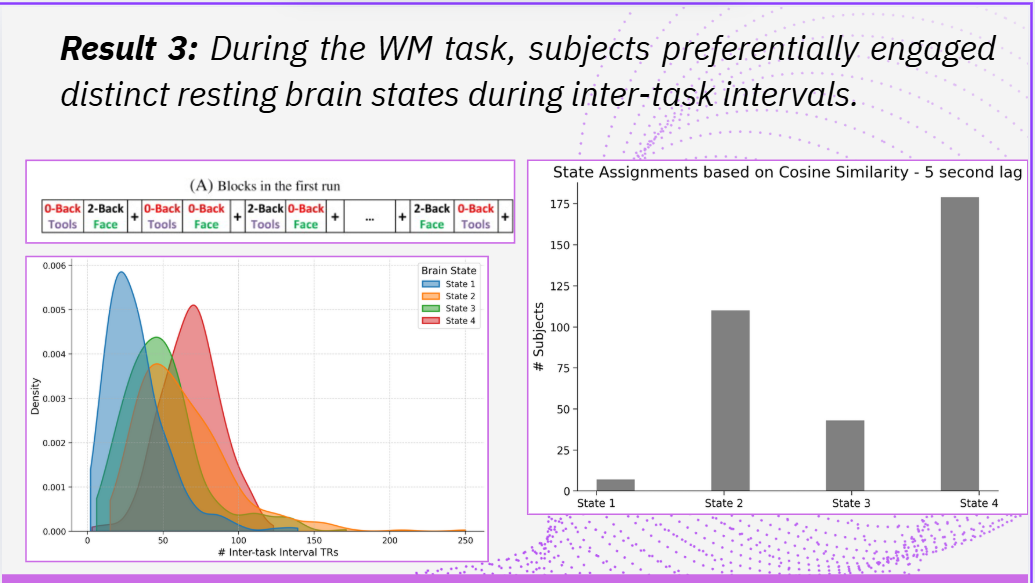 Result 3: During the WM task, subjects preferentially engaged
distinct resting brain states during inter-task intervals.
(A) Blocks in the first run
0-Back 2-Back + 0-Back 0-Back + 2-Back 0-Back + ... + 2-Back 0-Back +
Tools Face Tools Face Tools Face Face Tools
0.006
0.005
0.004
0.003
0.002
0.001
0.000
Density
Brain State
State 1
State 2
State 3
State 4
0 50 100 150 200 250
# Inter-task Interval TRs
State Assignments based on Cosine Similarity - 5 second lag
175
150
125
100
75
50
25
0
# Subjects
State 1 State 2 State 3 State 4